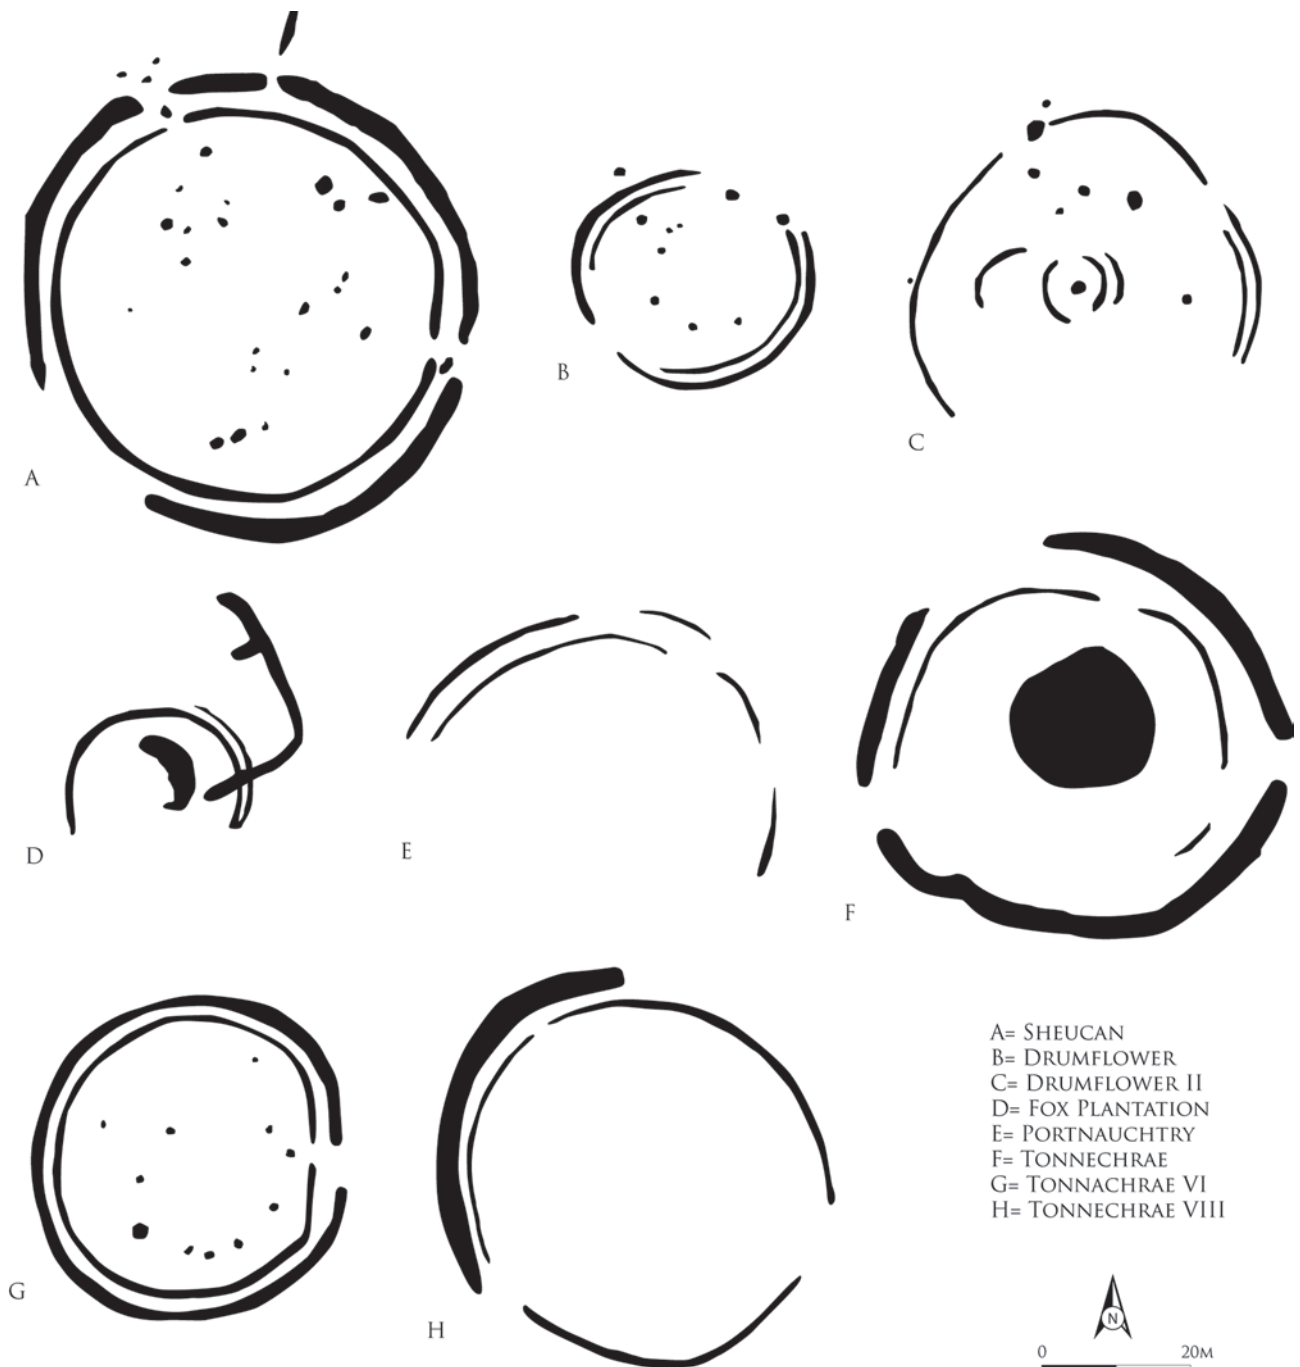 A
B
C
D
E
F
G
H
A= SHEUCAN
B= DRUMFLOWER
C= DRUMFLOWER II
D= FOX PLANTATION
E= PORTNAUCHTRY
F= TONNECHRAE
G= TONNACHRAE VI
H= TONNECHRAE VIII
N
0 20M